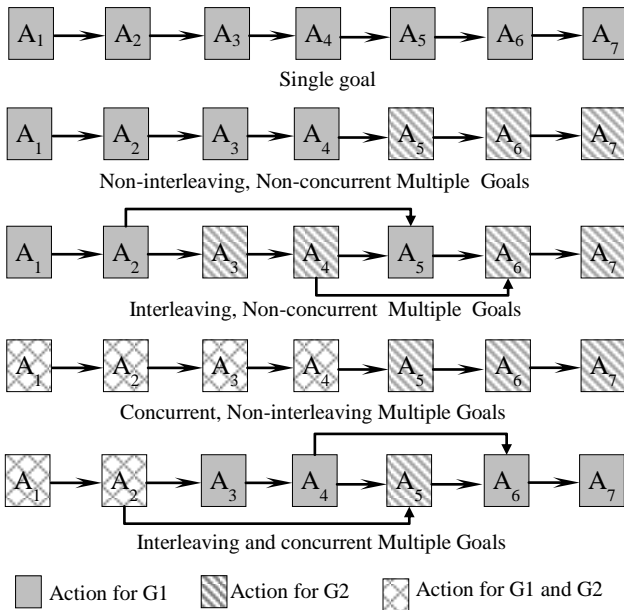 A1 A2 A3 A4 A5 A6 A7
Single goal
A1 A2 A3 A4 A5 A6 A7
Non-interleaving, Non-concurrent Multiple Goals
A1 A2 A3 A4 A5 A6 A7
Interleaving, Non-concurrent Multiple Goals
A1 A2 A3 A4 A5 A6 A7
Concurrent, Non-interleaving Multiple Goals
A1 A2 A3 A4 A5 A6 A7
Interleaving and concurrent Multiple Goals
Action for G1 Action for G2 Action for G1 and G2